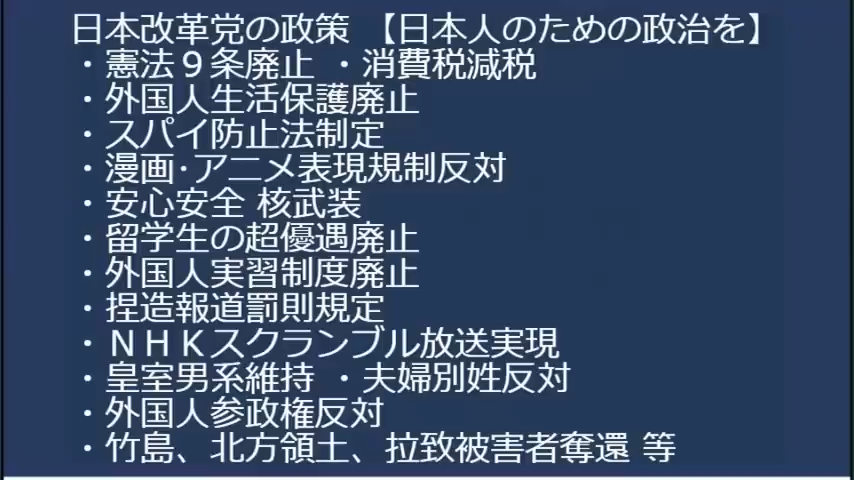 日本改革党の政策 【日本人のための政治を】
・憲法９条廃止 ・消費税減税
・外国人生活保護廃止
・スパイ防止法制定
・漫画･アニメ表現規制反対
・安心安全 核武装
・留学生の超優遇廃止
・外国人実習制度廃止
・捏造報道罰則規定
・ＮＨＫスクランブル放送実現
・皇室男系維持 ・夫婦別姓反対
・外国人参政権反対
・竹島、北方領土、拉致被害者奪還 等